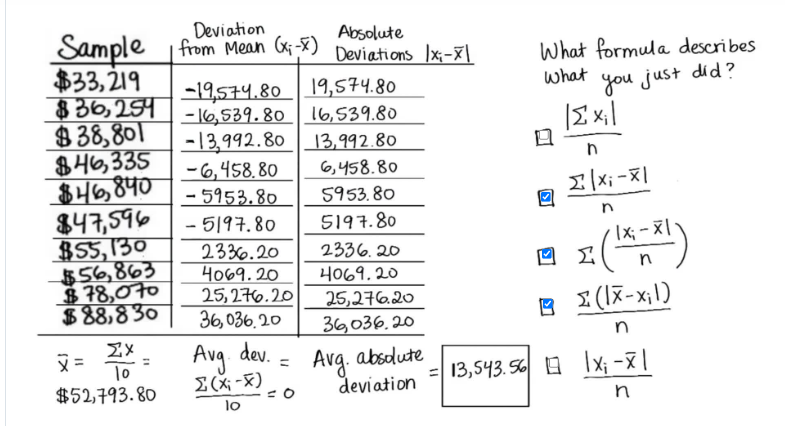 Sample | Deviation from Mean (xᵢ-x̄) | Absolute Deviations |xᵢ-x̄|
$33,219 | -19,574.80 | 19,574.80
$36,254 | -16,539.80 | 16,539.80
$38,801 | -13,992.80 | 13,992.80
$46,335 | -6,458.80 | 6,458.80
$46,840 | -5953.80 | 5953.80
$47,596 | -5197.80 | 5197.80
$55,130 | 2336.20 | 2336.20
$56,863 | 4069.20 | 4069.20
$78,070 | 25,276.20 | 25,276.20
$88,830 | 36,036.20 | 36,036.20
x̄ = Σx/10 = $52,793.80
Avg. dev. = Σ(xᵢ-x̄)/10 = 0
Avg. absolute deviation = 13,543.56
What formula describes
what you just did?
|Σxᵢ|/n
Σ|xᵢ-x̄|/n
Σ(|xᵢ-x̄|/n)
Σ(|x̄-xᵢ|)/n
|xᵢ-x̄|/n